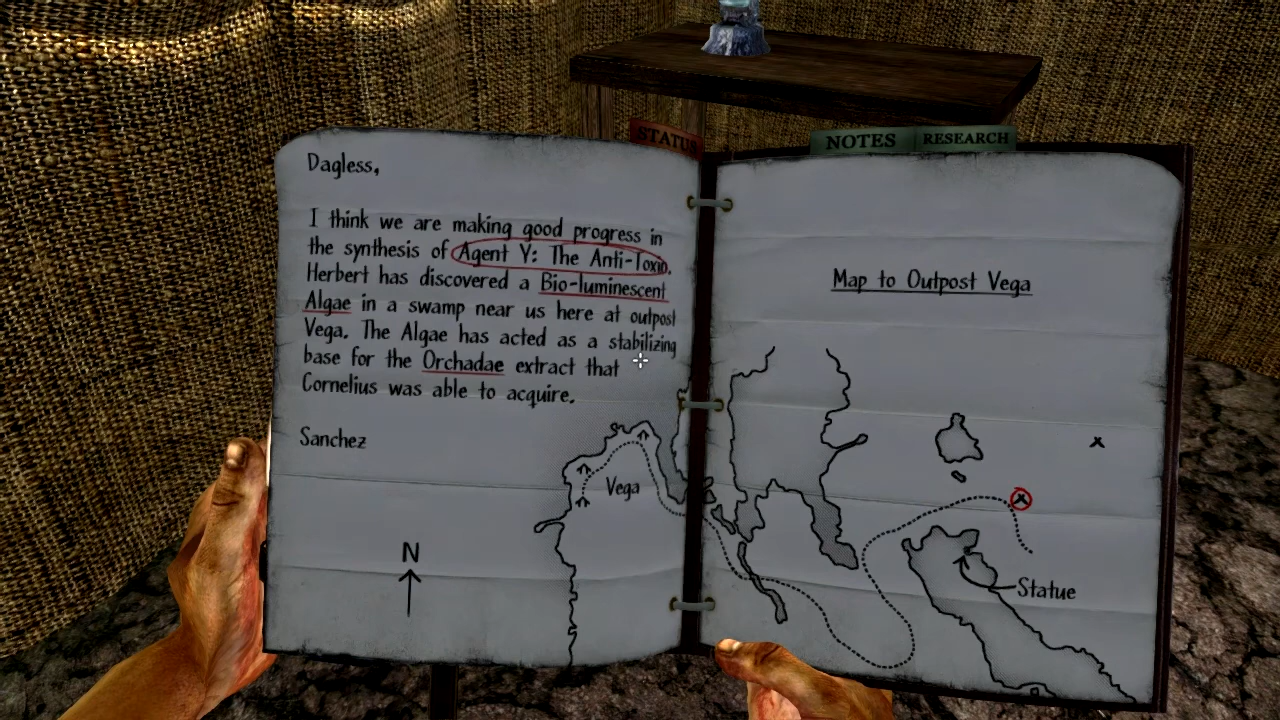 STATUS
NOTES
RESEARCH
Dagless,
I think we are making good progress in
the synthesis of Agent Y: The Anti-Toxin.
Herbert has discovered a Bio-luminescent
Algae in a swamp near us here at outpost
Vega. The Algae has acted as a stabilizing
base for the Orchadae extract that
Cornelius was able to acquire.
Sanchez
Vega
N
Map to Outpost Vega
Statue